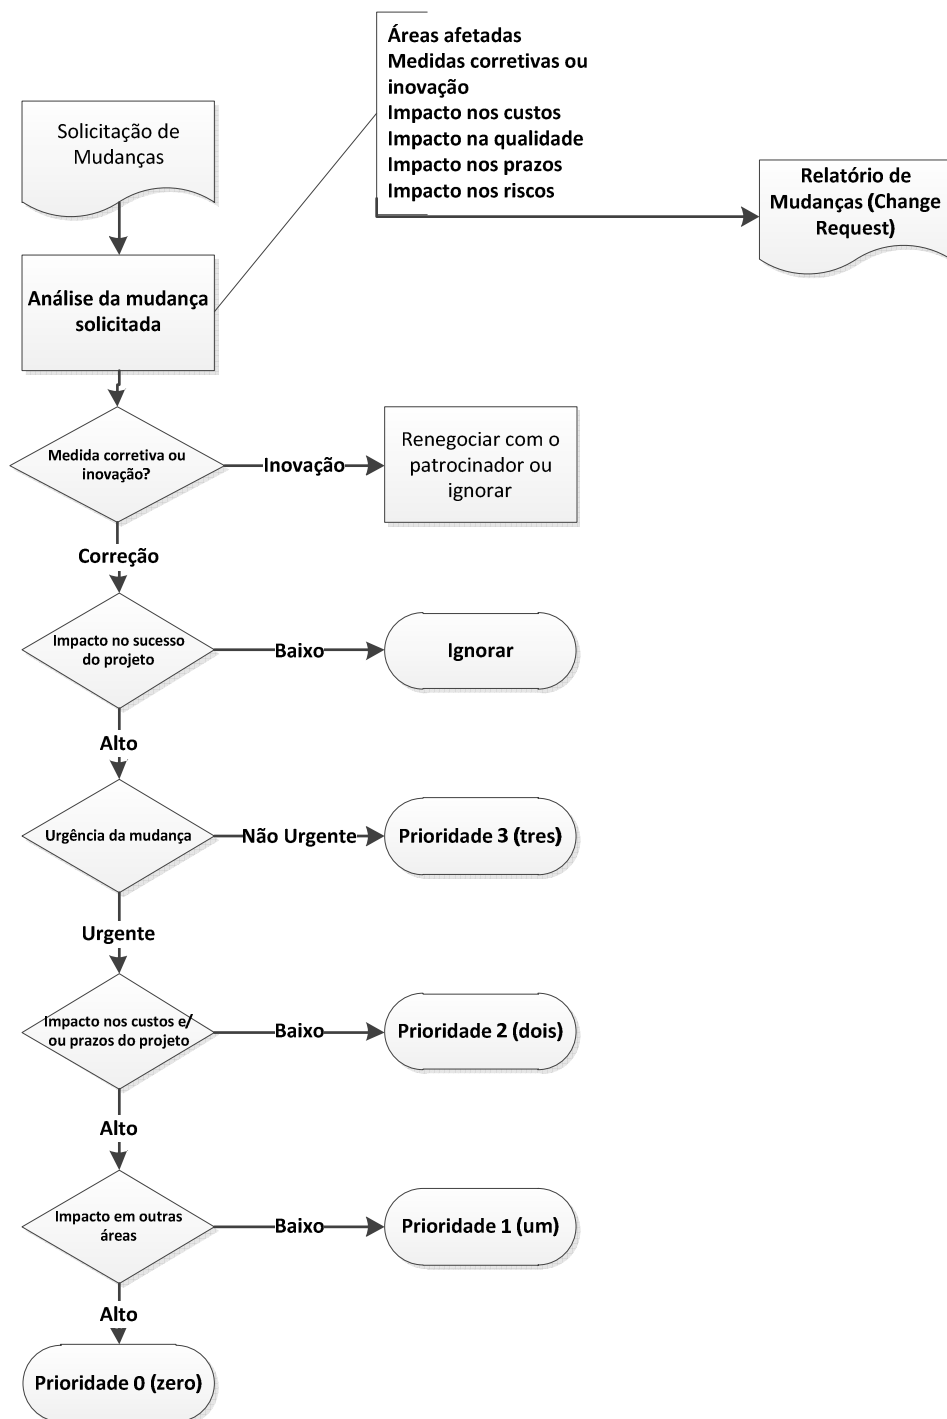 Áreas afetadas
Medidas corretivas ou
inovação
Impacto nos custos
Impacto na qualidade
Impacto nos prazos
Impacto nos riscos
Solicitação de
Mudanças
Relatório de
Mudanças (Change
Request)
Análise da mudança
solicitada
Medida corretiva ou
inovação?
Inovação
Renegociar com o
patrocinador ou
ignorar
Correção
Impacto no sucesso
do projeto
Baixo
Ignorar
Alto
Urgência da mudança
Não Urgente
Prioridade 3 (tres)
Urgente
Impacto nos custos e/
ou prazos do projeto
Baixo
Prioridade 2 (dois)
Alto
Impacto em outras
áreas
Baixo
Prioridade 1 (um)
Alto
Prioridade 0 (zero)